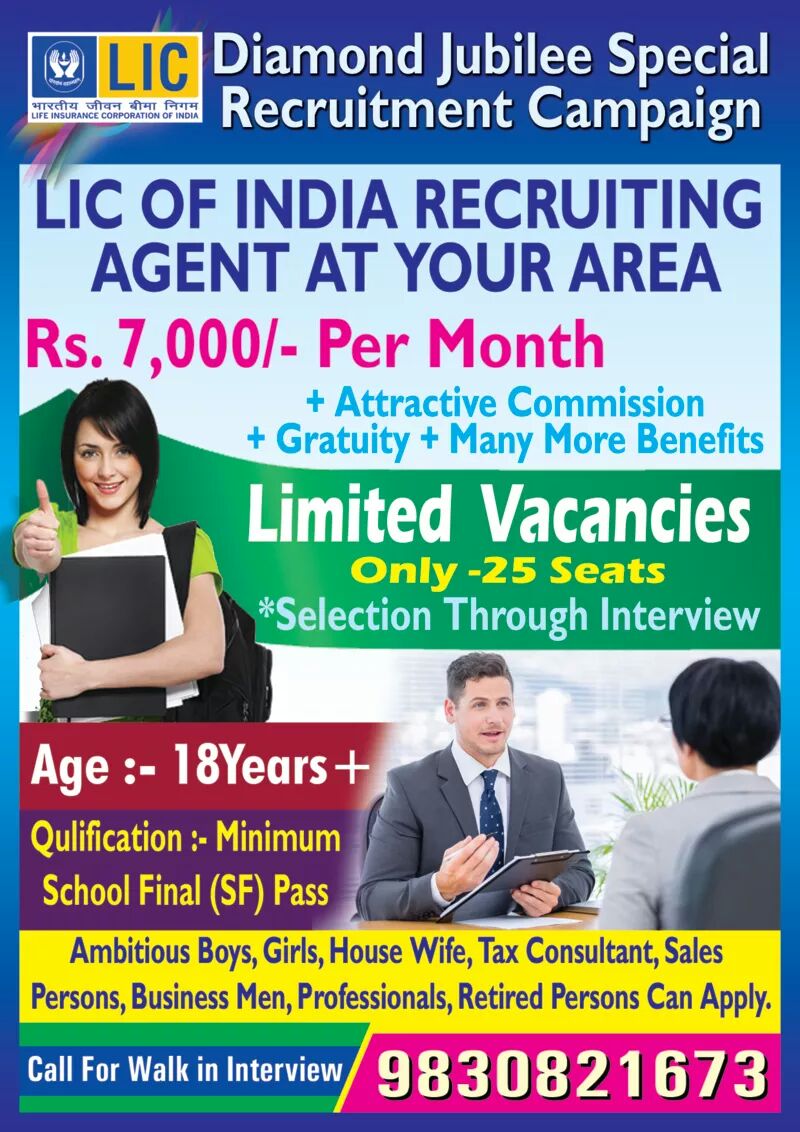 LIC
भारतीय जीवन बीमा निगम
LIFE INSURANCE CORPORATION OF INDIA
Diamond Jubilee Special
Recruitment Campaign
LIC OF INDIA RECRUITING
AGENT AT YOUR AREA
Rs. 7,000/- Per Month
+ Attractive Commission
+ Gratuity + Many More Benefits
Limited Vacancies
Only -25 Seats
*Selection Through Interview
Age :- 18Years+
Qulification :- Minimum
School Final (SF) Pass
Ambitious Boys, Girls, House Wife, Tax Consultant, Sales
Persons, Business Men, Professionals, Retired Persons Can Apply.
Call For Walk in Interview
9830821673